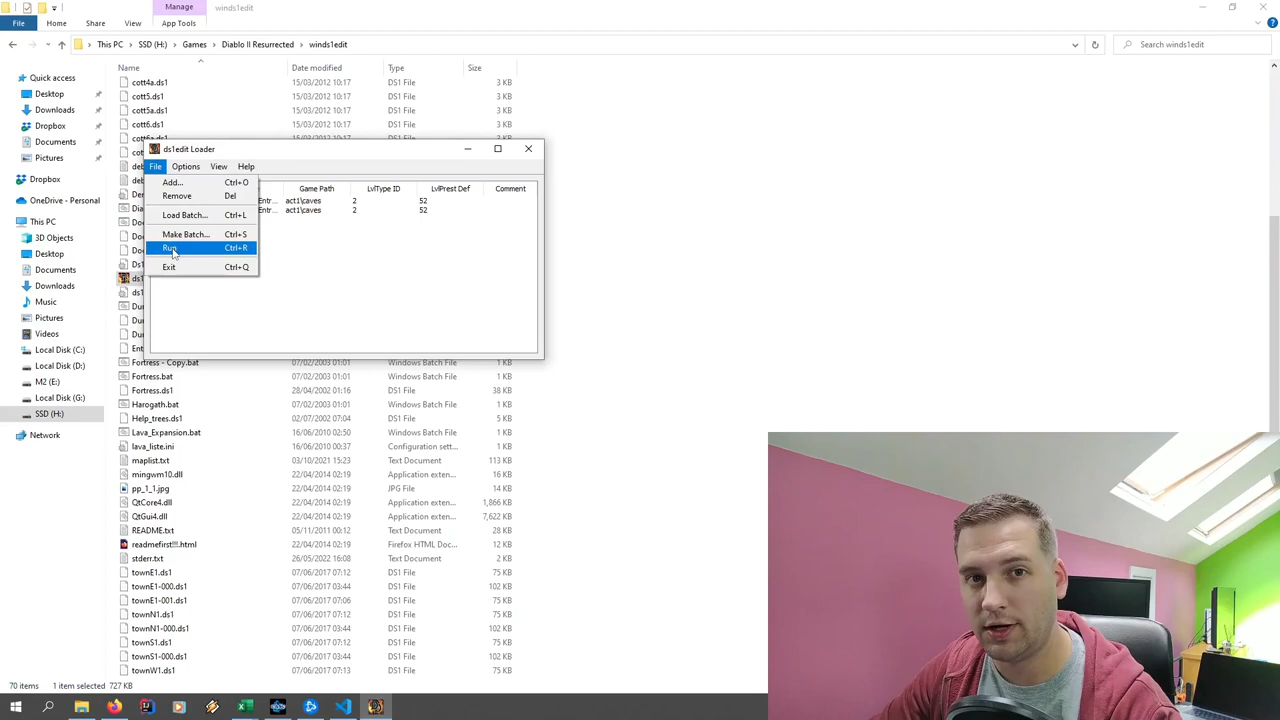 Manage
winds1edit
File
Home
Share
View
App Tools
This PC
SSD (H:)
Games
Diablo II Resurrected
winds1edit
Search winds1edit
Name
Date modified
Type
Size
Quick access
Desktop
Downloads
Dropbox
Documents
Pictures
Dropbox
OneDrive - Personal
This PC
3D Objects
Desktop
Documents
Downloads
Music
Pictures
Videos
Local Disk (C:)
Local Disk (D:)
M2 (E:)
Local Disk (G:)
SSD (H:)
Network
cott4a.ds1 15/03/2012 10:17 DS1 File 3 KB
cott5.ds1 15/03/2012 10:17 DS1 File 3 KB
cott5a.ds1 15/03/2012 10:17 DS1 File 3 KB
cott6.ds1 15/03/2012 10:17 DS1 File 3 KB
cott6a.ds1 15/03/2012 10:17 DS1 File 3 KB
ds1edit Loader
File Options View Help
Add... Ctrl+O
Remove Del
Load Batch... Ctrl+L
Make Batch... Ctrl+S
Run Ctrl+R
Exit Ctrl+Q
Game Path LvlType ID LvlPrest Def Comment
Entr... act1\caves 2 52
Entr... act1\caves 2 52
Fortress - Copy.bat 07/02/2003 01:01 Windows Batch File 1 KB
Fortress.bat 07/02/2003 01:01 Windows Batch File 1 KB
Fortress.ds1 28/04/2002 01:16 DS1 File 38 KB
Harogath.bat 07/02/2003 01:01 Windows Batch File 1 KB
Help_trees.ds1 02/07/2002 07:04 DS1 File 3 KB
Lava_Expansion.bat 16/06/2010 02:49 Windows Batch File 1 KB
lava_liste.ini 16/06/2010 00:37 Configuration sett... 1 KB
maplist.txt 03/10/2021 15:23 Text Document 113 KB
mingwm10.dll 22/04/2014 02:19 Application exten... 16 KB
pp_1_1.jpg 22/04/2014 02:19 JPG File 14 KB
QtCore4.dll 22/04/2014 02:19 Application exten... 1,866 KB
QtGui4.dll 22/04/2014 02:19 Application exten... 7,622 KB
README.txt 05/11/2011 00:12 Text Document 28 KB
readmefirst!!!.html 22/04/2014 02:19 Firefox HTML Doc... 12 KB
stderr.txt 26/05/2022 16:08 Text Document 2 KB
townE1.ds1 07/06/2017 07:12 DS1 File 75 KB
townE1-000.ds1 07/06/2017 03:44 DS1 File 102 KB
townE1-001.ds1 07/06/2017 07:12 DS1 File 75 KB
townN1.ds1 07/06/2017 07:12 DS1 File 75 KB
townN1-000.ds1 07/06/2017 03:44 DS1 File 102 KB
townS1.ds1 07/06/2017 07:12 DS1 File 75 KB
townS1-000.ds1 07/06/2017 03:44 DS1 File 102 KB
townW1.ds1 07/06/2017 07:13 DS1 File 75 KB
70 items 1 item selected 727 KB